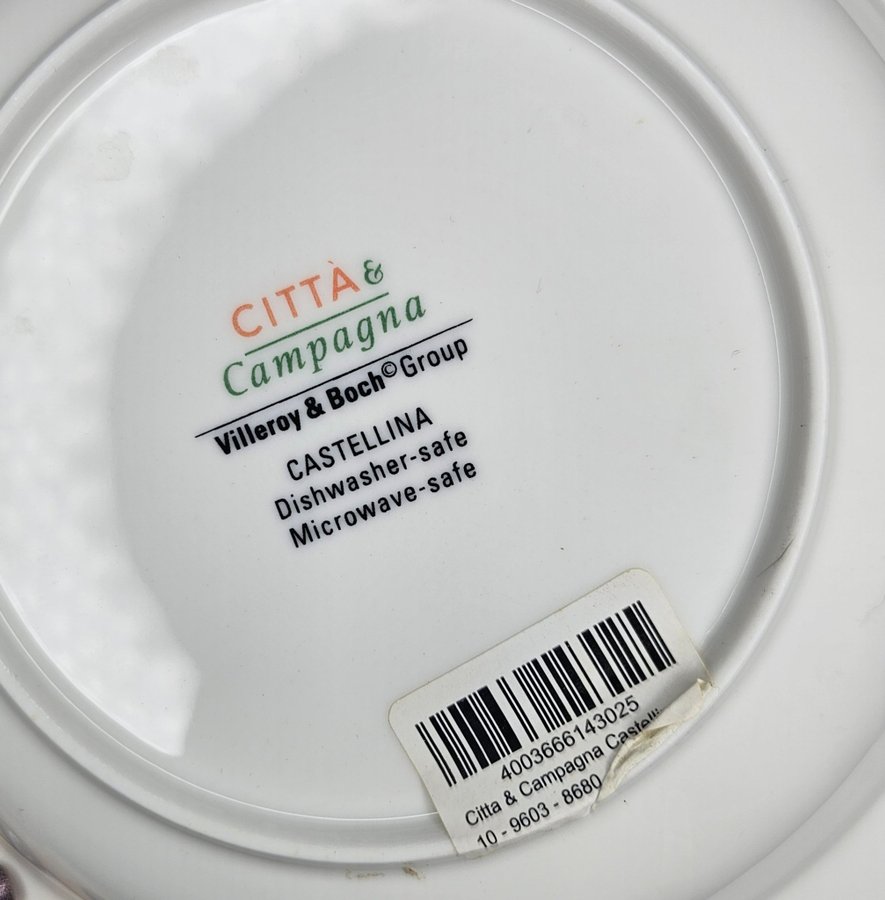 CITTÀ &
Campagna
Villeroy & Boch© Group
CASTELLINA
Dishwasher-safe
Microwave-safe
4003666143025
Citta & Campagna
10 - 9603 - 8680